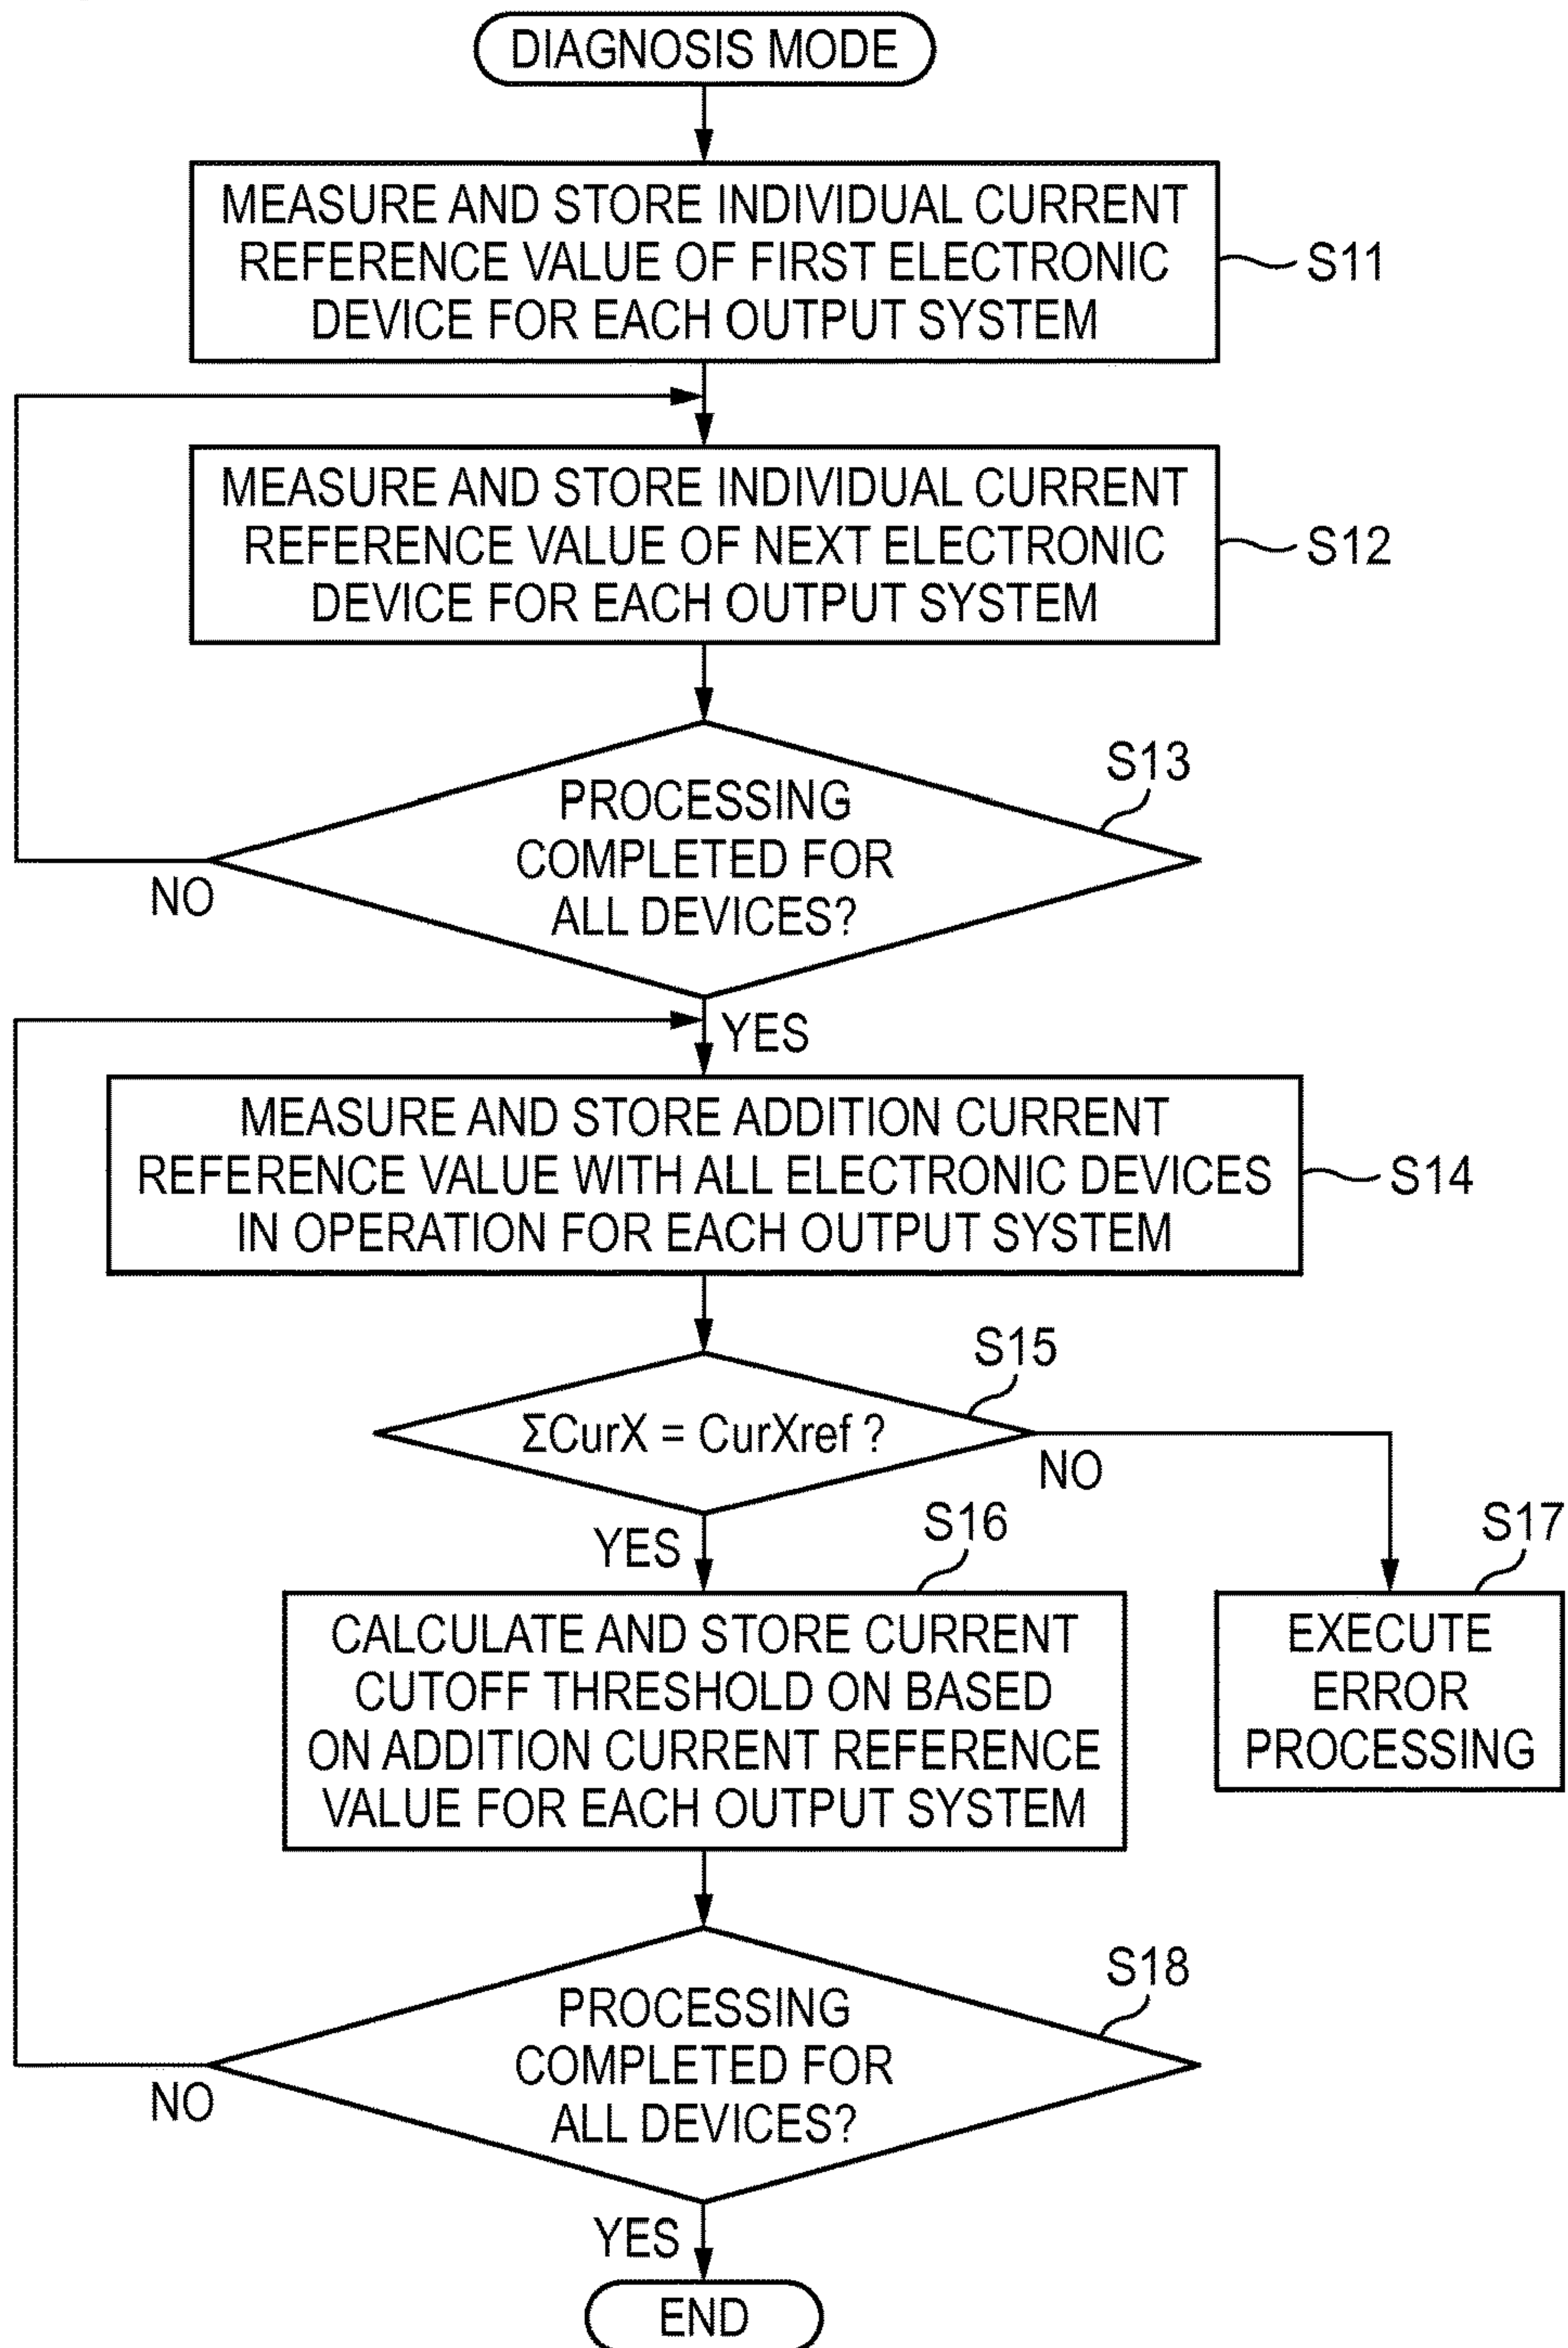 DIAGNOSIS MODE
MEASURE AND STORE INDIVIDUAL CURRENT
REFERENCE VALUE OF FIRST ELECTRONIC
DEVICE FOR EACH OUTPUT SYSTEM
S11
MEASURE AND STORE INDIVIDUAL CURRENT
REFERENCE VALUE OF NEXT ELECTRONIC
DEVICE FOR EACH OUTPUT SYSTEM
S12
S13
PROCESSING
COMPLETED FOR
ALL DEVICES?
NO
YES
MEASURE AND STORE ADDITION CURRENT
REFERENCE VALUE WITH ALL ELECTRONIC DEVICES
IN OPERATION FOR EACH OUTPUT SYSTEM
S14
S15
ΣCurX = CurXref ?
NO
YES
S16
S17
CALCULATE AND STORE CURRENT
CUTOFF THRESHOLD ON BASED
ON ADDITION CURRENT REFERENCE
VALUE FOR EACH OUTPUT SYSTEM
EXECUTE
ERROR
PROCESSING
S18
PROCESSING
COMPLETED FOR
ALL DEVICES?
NO
YES
END